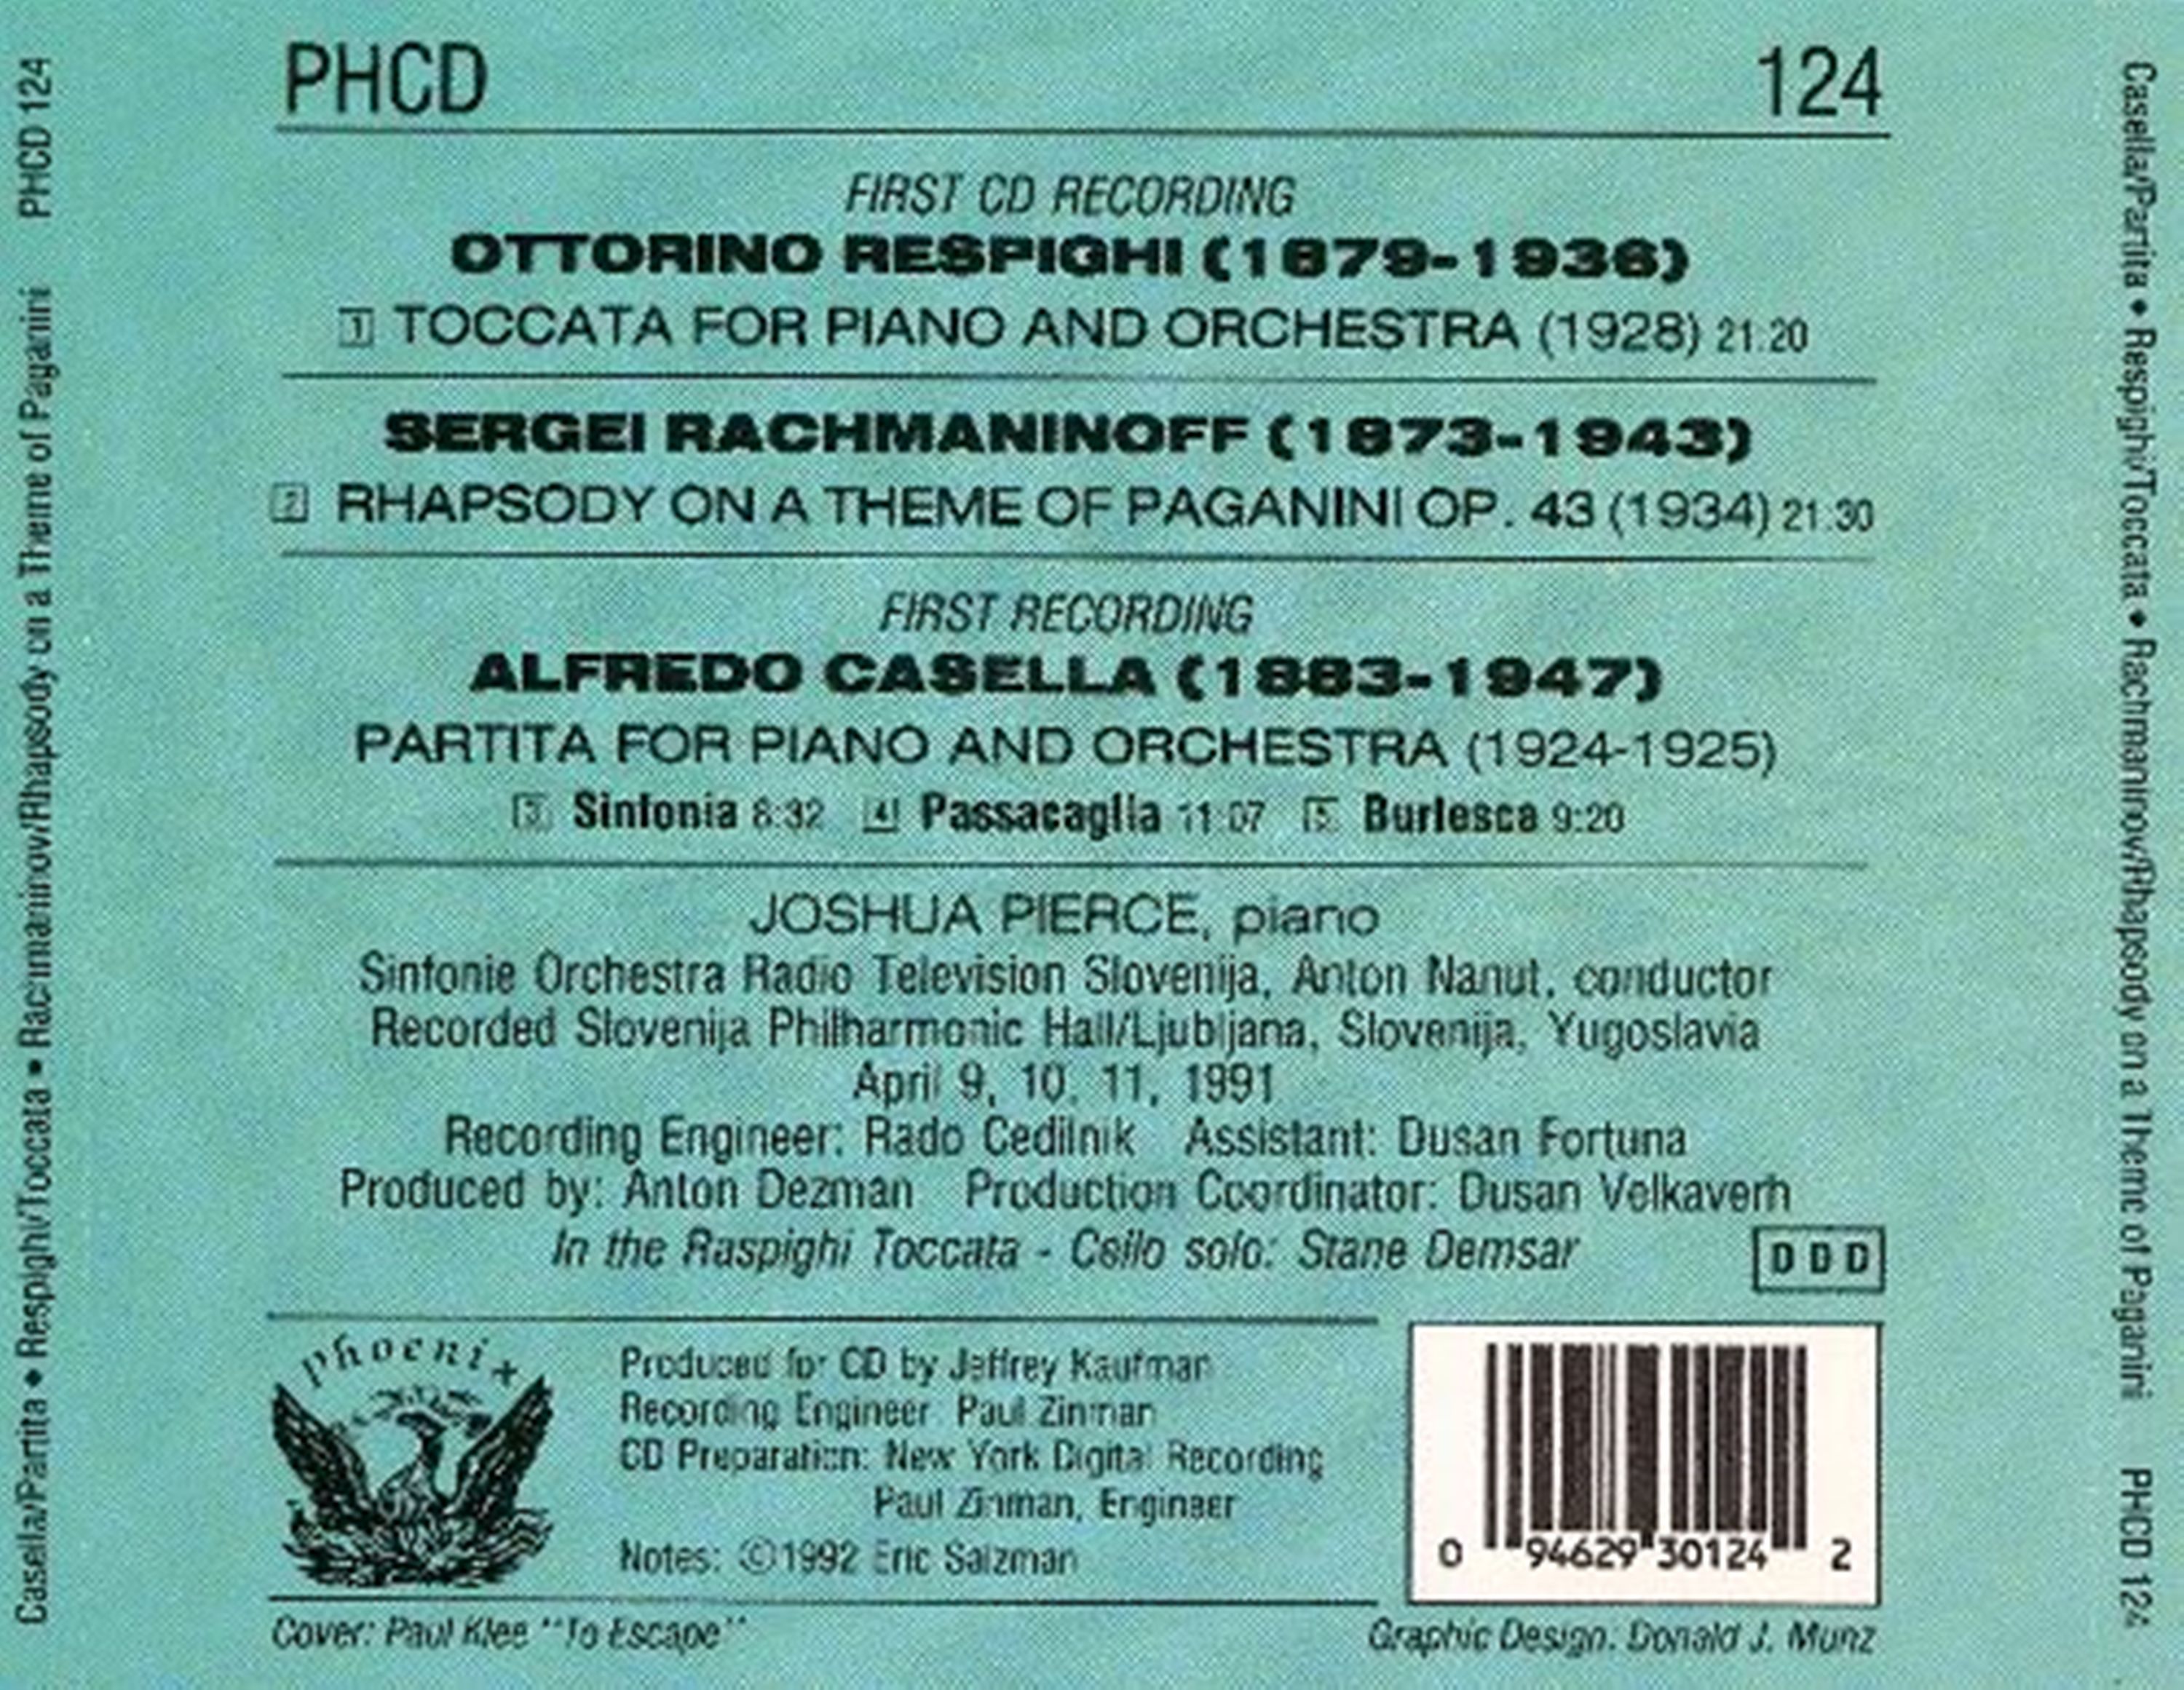 PHCD 124
FIRST CD RECORDING
OTTORINO RESPIGHI (1879-1936)
1 TOCCATA FOR PIANO AND ORCHESTRA (1928) 21:20
SERGEI RACHMANINOFF (1873-1943)
2 RHAPSODY ON A THEME OF PAGANINI OP. 43 (1934) 21:30
FIRST RECORDING
ALFREDO CASELLA (1883-1947)
PARTITA FOR PIANO AND ORCHESTRA (1924-1925)
3 Sinfonia 8:32 4 Passacaglia 11:07 5 Burlesca 9:20
JOSHUA PIERCE, piano
Sinfonie Orchestra Radio Television Slovenija, Anton Nanut, conductor
Recorded Slovenija Philharmonic Hall/Ljubljana, Slovenija, Yugoslavia
April 9, 10, 11, 1991
Recording Engineer: Rado Cedilnik Assistant: Dusan Fortuna
Produced by: Anton Dezman Production Coordinator: Dusan Velkaverh
In the Raspighi Toccata - Cello solo: Stane Demsar
DDD
Phoenix
Produced for CD by Jeffrey Kaufman
Recording Engineer: Paul Zinman
CD Preparation: New York Digital Recording
Paul Zinman, Engineer
Notes: ©1992 Eric Salzman
0 94629 30124 2
Cover: Paul Klee "To Escape"
Graphic Design: Donald J. Munz
Casella/Partita • Respighi/Toccata • Racimaninov/Rhapsody on a Theme of Paganini PHCD 124
Casella/Partita • Respighi/Toccata • Rachmaninov/Rhapsody on a Theme of Paganini PHCD 124